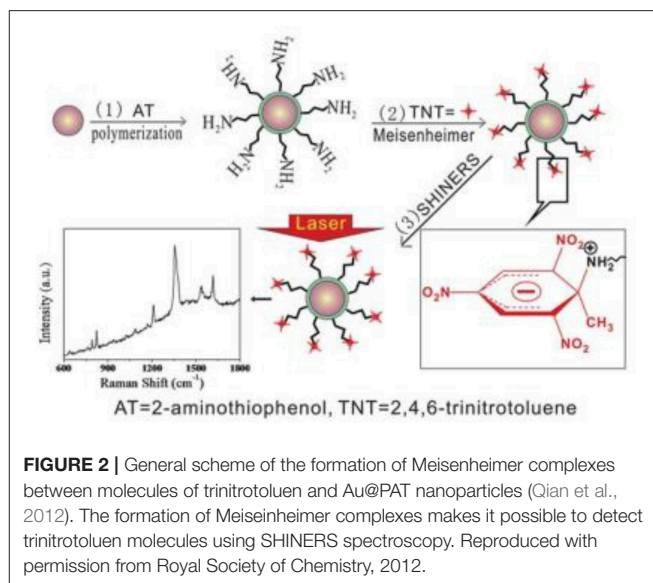 (1) AT
polymerization
NH₂
NH₂
NH₂
NH₂
NH₂
NH₂
H₂N
H₂N
(2) TNT=
Meisenheimer
(3) SHINERS
Laser
NO₂
NH₂
O₂N
CH₃
NO₂
Intensity (a.u.)
600 900 1200 1500 1800
Raman Shift (cm⁻¹)
AT=2-aminothiophenol, TNT=2,4,6-trinitrotoluene
FIGURE 2 | General scheme of the formation of Meisenheimer complexes
between molecules of trinitrotoluen and Au@PAT nanoparticles (Qian et al.,
2012). The formation of Meiseinheimer complexes makes it possible to detect
trinitrotoluen molecules using SHINERS spectroscopy. Reproduced with
permission from Royal Society of Chemistry, 2012.